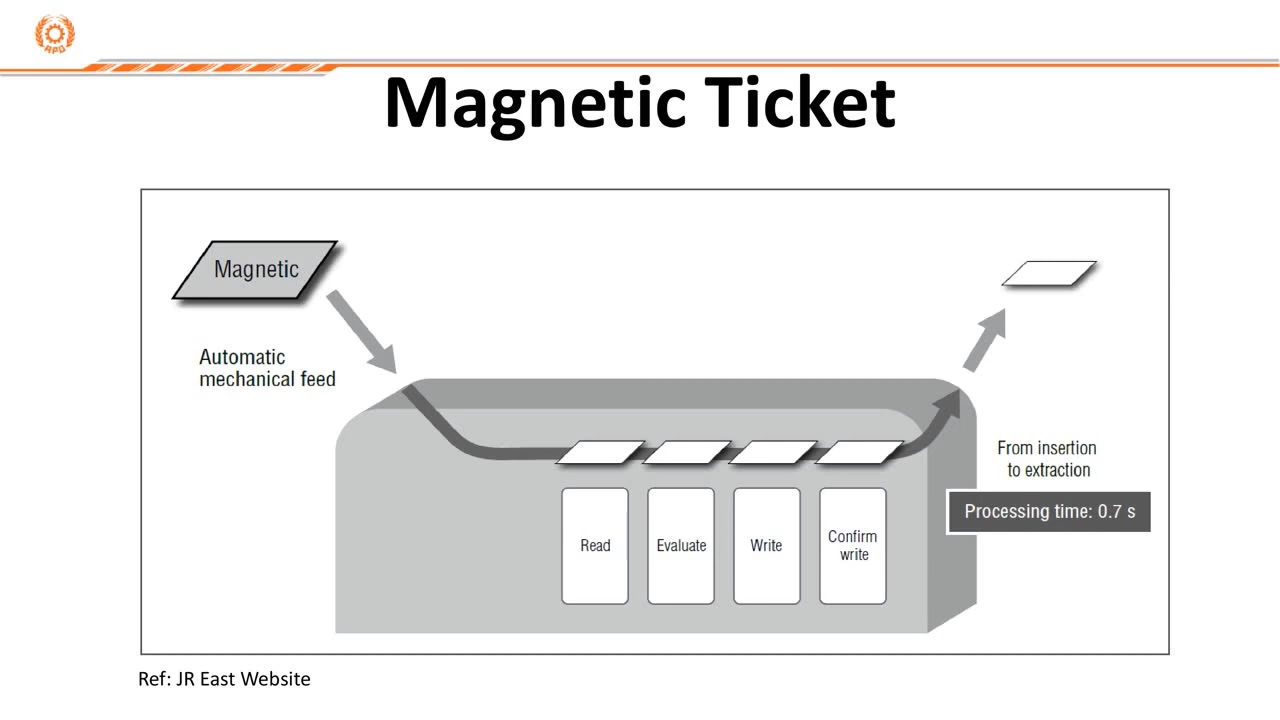 RPD
Magnetic Ticket
Magnetic
Automatic
mechanical feed
From insertion
to extraction
Processing time: 0.7 s
Read
Evaluate
Write
Confirm
write
Ref: JR East Website